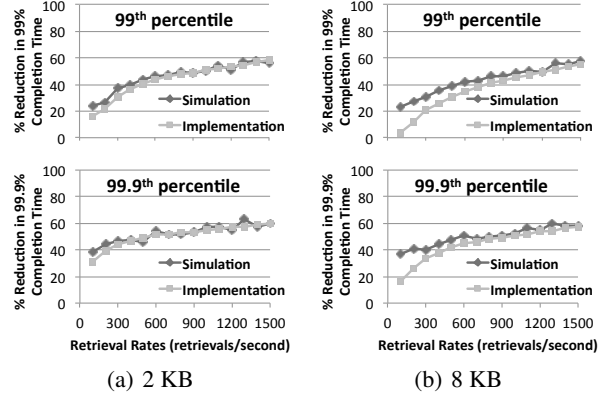 % Reduction in 99%
Completion Time
100
80
60
40
20
0
99th percentile
Simulation
Implementation
% Reduction in 99%
Completion Time
100
80
60
40
20
0
99th percentile
Simulation
Implementation
% Reduction in 99.9%
Completion Time
100
80
60
40
20
0
99.9th percentile
Simulation
Implementation
% Reduction in 99.9%
Completion Time
100
80
60
40
20
0
99.9th percentile
Simulation
Implementation
0 300 600 900 1200 1500
0 300 600 900 1200 1500
Retrieval Rates (retrievals/second)
Retrieval Rates (retrievals/second)
(a) 2 KB
(b) 8 KB